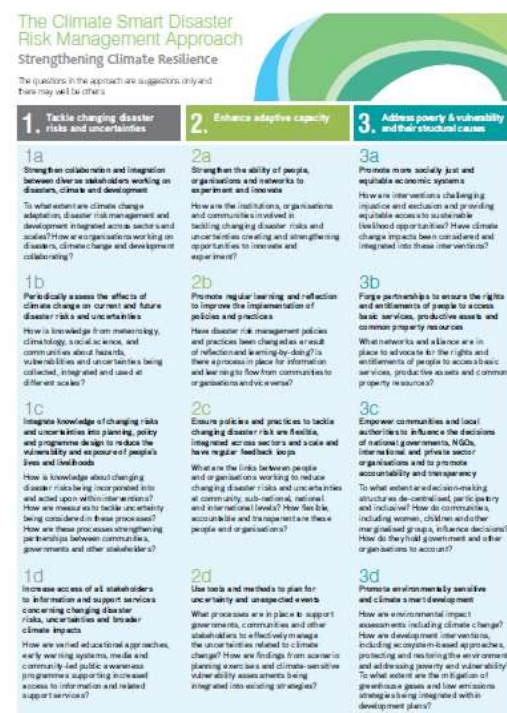 The Climate Smart Disaster
Risk Management Approach
Strengthening Climate Resilience
The questions in the approach are suggestions only and
there may well be others
1. Tackle changing disaster
risks and uncertainties
1a
Strengthen collaboration and integration
between diverse stakeholders working on
disasters, climate and development
To what extent are climate change
adaptation, disaster risk management and
development integrated across sectors and
scales? How are organisations working on
disasters, climate change and development
collaborating?
1b
Periodically assess the effects of
climate change on current and future
disaster risks and uncertainties
How is knowledge from meteorology,
climatology, social science, and
communities about hazards,
vulnerabilities and uncertainties being
collected, integrated and used at
different scales?
1c
Integrate knowledge of changing risks
and uncertainties into planning, policy
and programme design to reduce the
vulnerability and exposure of people's
lives and livelihoods
How is knowledge about changing
disaster risks being incorporated into
and acted upon within interventions?
How are measures to tackle uncertainty
being considered in these processes?
How are these processes strengthening
partnerships between communities,
governments and other stakeholders?
1d
Increase access of all stakeholders
to information and support services
concerning changing disaster
risks, uncertainties and broader
climate impacts
How are varied educational approaches,
early warning systems, media and
community-led public awareness
programmes supporting increased
access to information and related
support services?
2. Enhance adaptive capacity
2a
Strengthen the ability of people,
organisations and networks to
experiment and innovate
How are the institutions, organisations
and communities involved in
tackling changing disaster risks and
uncertainties creating and strengthening
opportunities to innovate and
experiment?
2b
Promote regular learning and reflection
to improve the implementation of
policies and practices
Have disaster risk management policies
and practices been changed as a result
of reflection and learning-by-doing? Is
there a process in place for information
and learning to flow from communities to
organisations and vice versa?
2c
Ensure policies and practices to tackle
changing disaster risk are flexible,
integrated across sectors and scale and
have regular feedback loops
What are the links between people
and organisations working to reduce
changing disaster risks and uncertainties
at community, sub-national, national
and international levels? How flexible,
accountable and transparent are these
people and organisations?
2d
Use tools and methods to plan for
uncertainty and unexpected events
What processes are in place to support
governments, communities and other
stakeholders to effectively manage
the uncertainties related to climate
change? How are findings from scenario
planning exercises and climate-sensitive
vulnerability assessments being
integrated into existing strategies?
3. Address poverty & vulnerability
and their structural causes
3a
Promote more socially just and
equitable economic systems
How are interventions challenging
injustice and exclusion and providing
equitable access to sustainable
livelihood opportunities? Have climate
change impacts been considered and
integrated into these interventions?
3b
Forge partnerships to ensure the rights
and entitlements of people to access
basic services, productive assets and
common property resources
What networks and alliance are in
place to advocate for the rights and
entitlements of people to access basic
services, productive assets and common
property resources?
3c
Empower communities and local
authorities to influence the decisions
of national governments, NGOs,
international and private sector
organisations and to promote
accountability and transparency
To what extent are decision-making
structures de-centralised, participatory
and inclusive? How do communities,
including women, children and other
marginalised groups, influence decisions?
How do they hold government and other
organisations to account?
3d
Promote environmentally sensitive
and climate smart development
How are environmental impact
assessments including climate change?
How are development interventions,
including ecosystem-based approaches,
protecting and restoring the environment
and addressing poverty and vulnerability?
To what extent are the mitigation of
greenhouse gases and low emissions
strategies being integrated within
development plans?